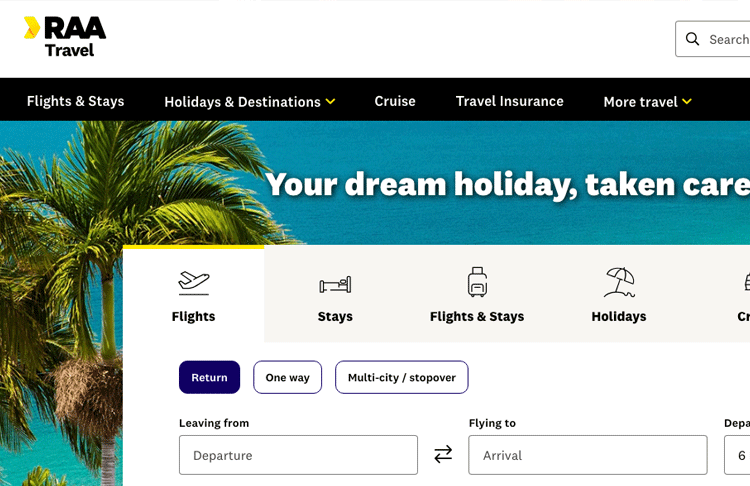 RAA
Travel
Search
Flights & Stays
Holidays & Destinations
Cruise
Travel Insurance
More travel
Your dream holiday, taken care
Flights
Stays
Flights & Stays
Holidays
Cr
Return
One way
Multi-city / stopover
Leaving from
Flying to
Depa
Departure
Arrival
6